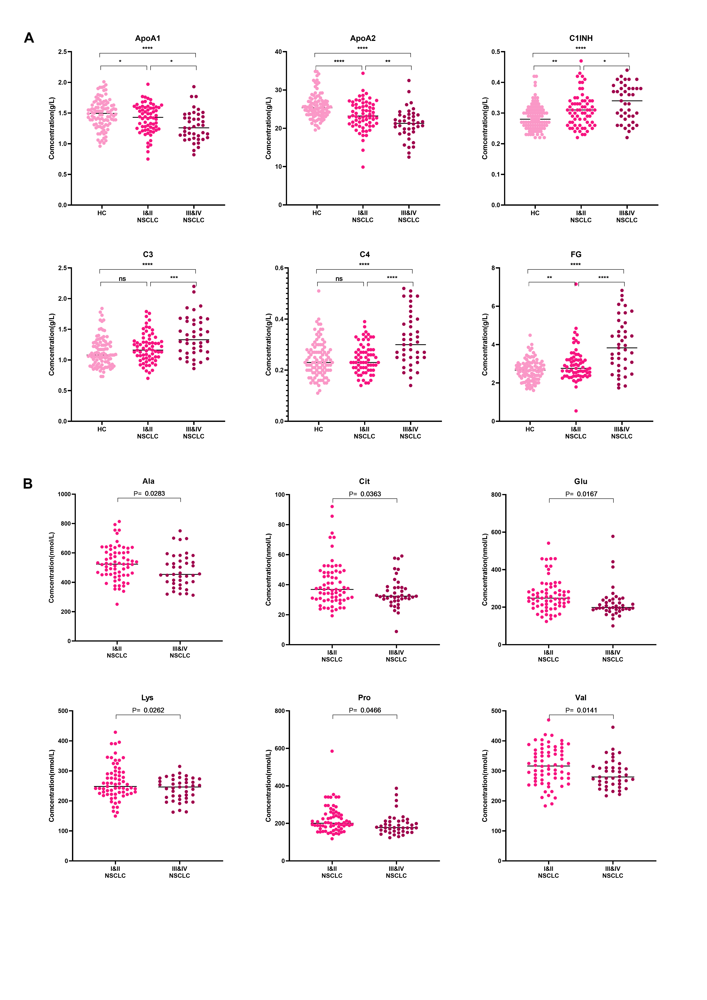 A
ApoA1
****
* *
Comcentration(g/L)
2.5
2.0
1.5
1.0
0.5
0.0
HC I&II III&IV
NSCLC NSCLC
ApoA2
****
**** **
Comcentration(g/L)
40
30
20
10
0
HC I&II III&IV
NSCLC NSCLC
C1INH
****
** *
Comcentration(g/L)
0.5
0.4
0.3
0.2
0.1
0.0
HC I&II III&IV
NSCLC NSCLC
C3
****
ns ***
Comcentration(g/L)
2.5
2.0
1.5
1.0
0.5
0.0
HC I&II III&IV
NSCLC NSCLC
C4
****
ns ****
Comcentration(g/L)
0.6
0.4
0.2
0.0
HC I&II III&IV
NSCLC NSCLC
FG
****
** ****
Comcentration(g/L)
8
6
4
2
0
HC I&II III&IV
NSCLC NSCLC
B
Ala
P= 0.0283
Comcentration(nmol/L)
1000
800
600
400
200
0
I&II III&IV
NSCLC NSCLC
Cit
P= 0.0363
Comcentration(nmol/L)
100
80
60
40
20
0
I&II III&IV
NSCLC NSCLC
Glu
P= 0.0167
Comcentration(nmol/L)
800
600
400
200
0
I&II III&IV
NSCLC NSCLC
Lys
P= 0.0262
Comcentration(nmol/L)
500
400
300
200
100
0
I&II III&IV
NSCLC NSCLC
Pro
P= 0.0466
Comcentration(nmol/L)
800
600
400
200
0
I&II III&IV
NSCLC NSCLC
Val
P= 0.0141
Comcentration(nmol/L)
500
400
300
200
100
0
I&II III&IV
NSCLC NSCLC